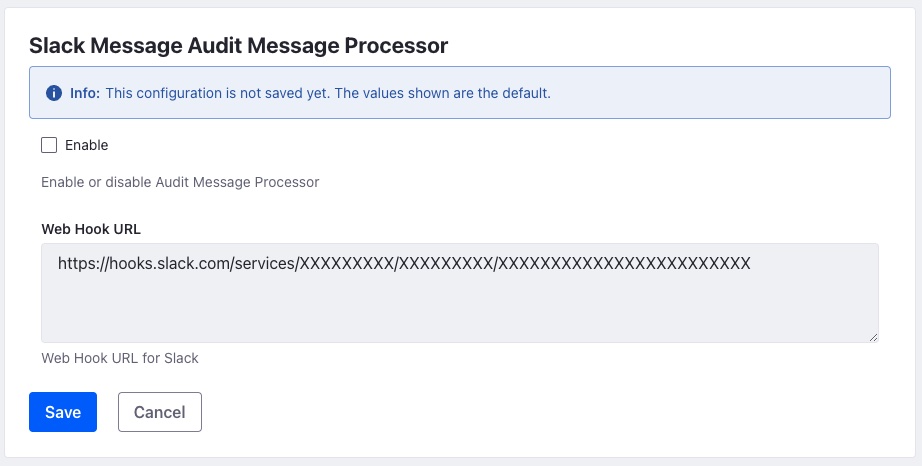 Slack Message Audit Message Processor
Info: This configuration is not saved yet. The values shown are the default.
Enable
Enable or disable Audit Message Processor
Web Hook URL
https://hooks.slack.com/services/XXXXXXXXX/XXXXXXXXX/XXXXXXXXXXXXXXXXXXXXXXXX
Web Hook URL for Slack
Save Cancel